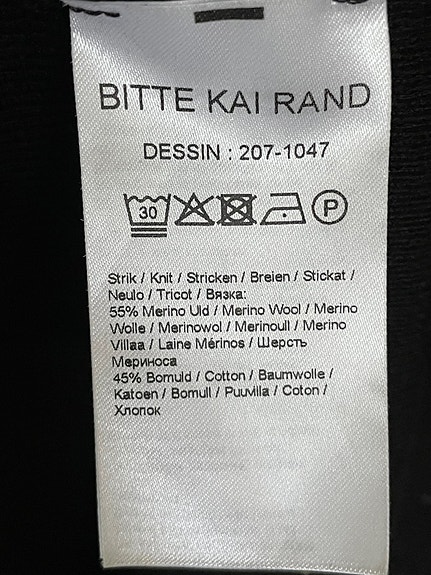 BITTE KAI RAND
DESSIN : 207-1047
30 P
Strik / Knit / Stricken / Breien / Stickat /
Neulo / Tricot / Вязка:
55% Merino Uld / Merino Wool / Merino
Wolle / Merinowol / Merinoull / Merino
Villaa / Laine Mérinos / Шерсть
Мериноса
45% Bomuld / Cotton / Baumwolle /
Katoen / Bomull / Puuvilla / Coton /
Хлопок